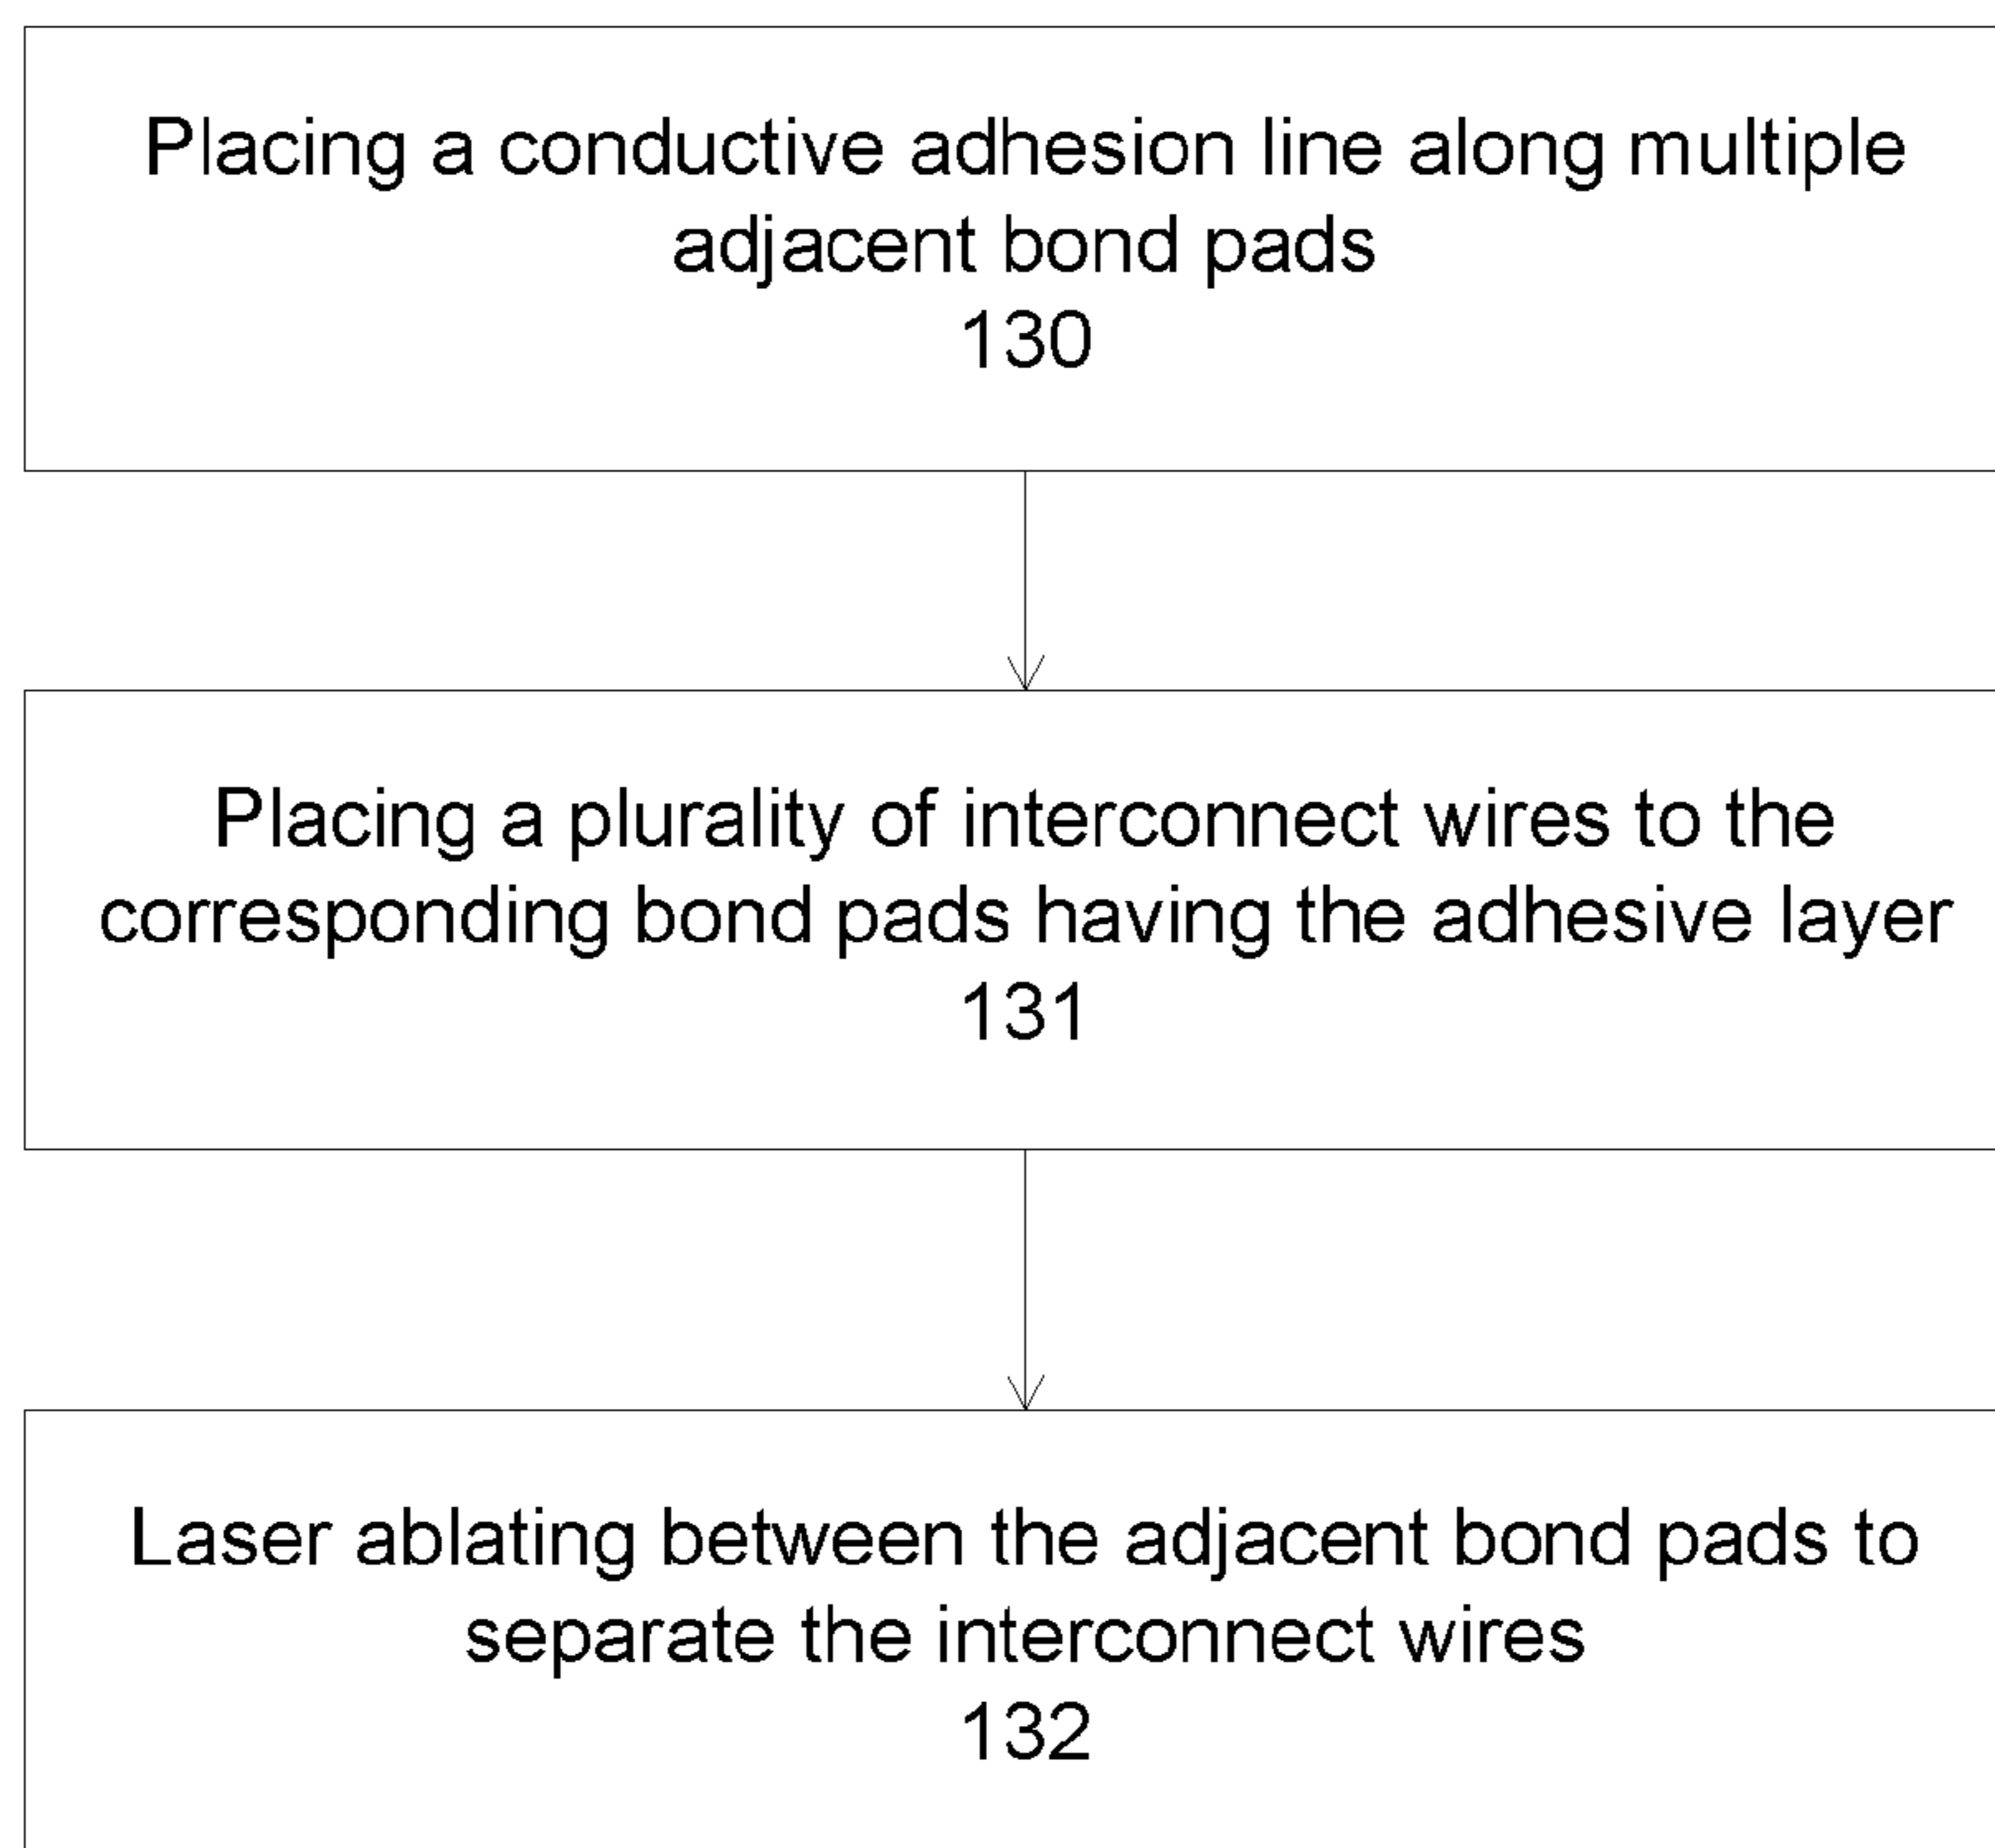 Placing a conductive adhesion line along multiple
adjacent bond pads
130
Placing a plurality of interconnect wires to the
corresponding bond pads having the adhesive layer
131
Laser ablating between the adjacent bond pads to
separate the interconnect wires
132